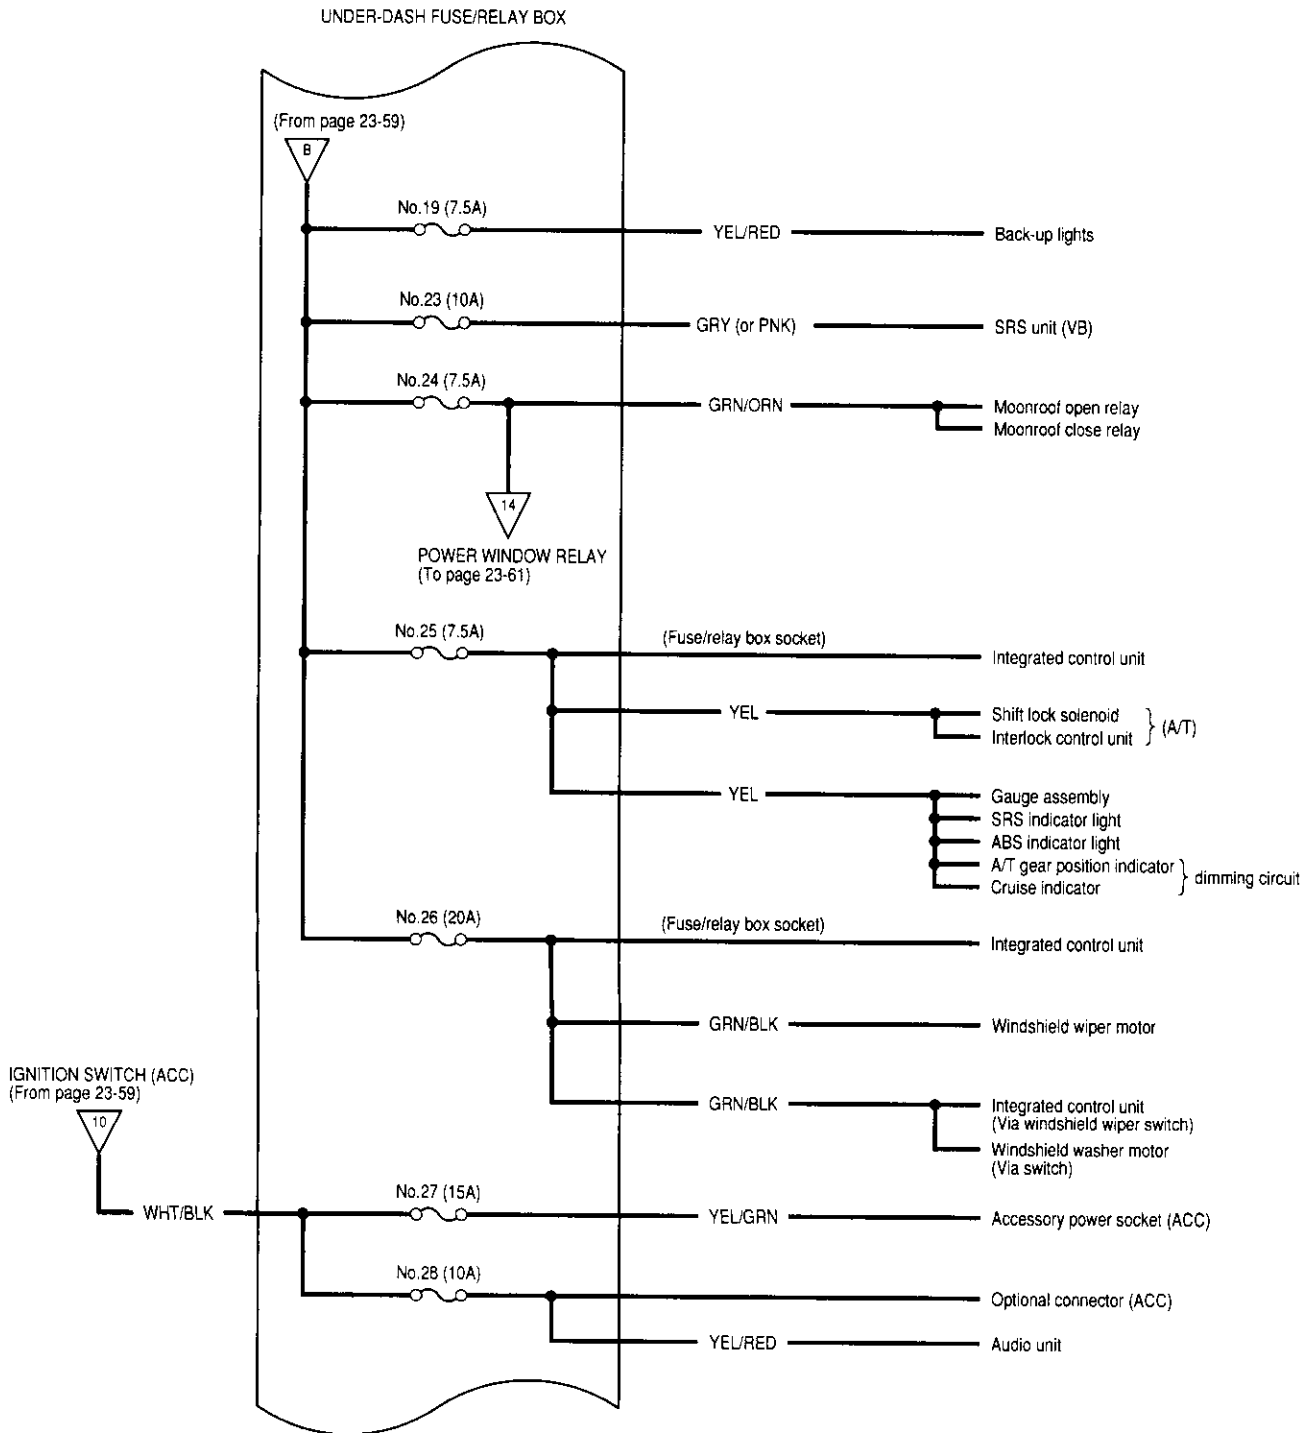 UNDER-DASH FUSE/RELAY BOX
(From page 23-59)
B
No.19 (7.5A)
YEL/RED
Back-up lights
No.23 (10A)
GRY (or PNK)
SRS unit (VB)
No.24 (7.5A)
GRN/ORN
Moonroof open relay
Moonroof close relay
14
POWER WINDOW RELAY
(To page 23-61)
No.25 (7.5A)
(Fuse/relay box socket)
Integrated control unit
YEL
Shift lock solenoid
Interlock control unit
(A/T)
YEL
Gauge assembly
SRS indicator light
ABS indicator light
A/T gear position indicator
Cruise indicator
dimming circuit
No.26 (20A)
(Fuse/relay box socket)
Integrated control unit
GRN/BLK
Windshield wiper motor
IGNITION SWITCH (ACC)
(From page 23-59)
10
GRN/BLK
Integrated control unit
(Via windshield wiper switch)
Windshield washer motor
(Via switch)
WHT/BLK
No.27 (15A)
YEL/GRN
Accessory power socket (ACC)
No.28 (10A)
Optional connector (ACC)
YEL/RED
Audio unit